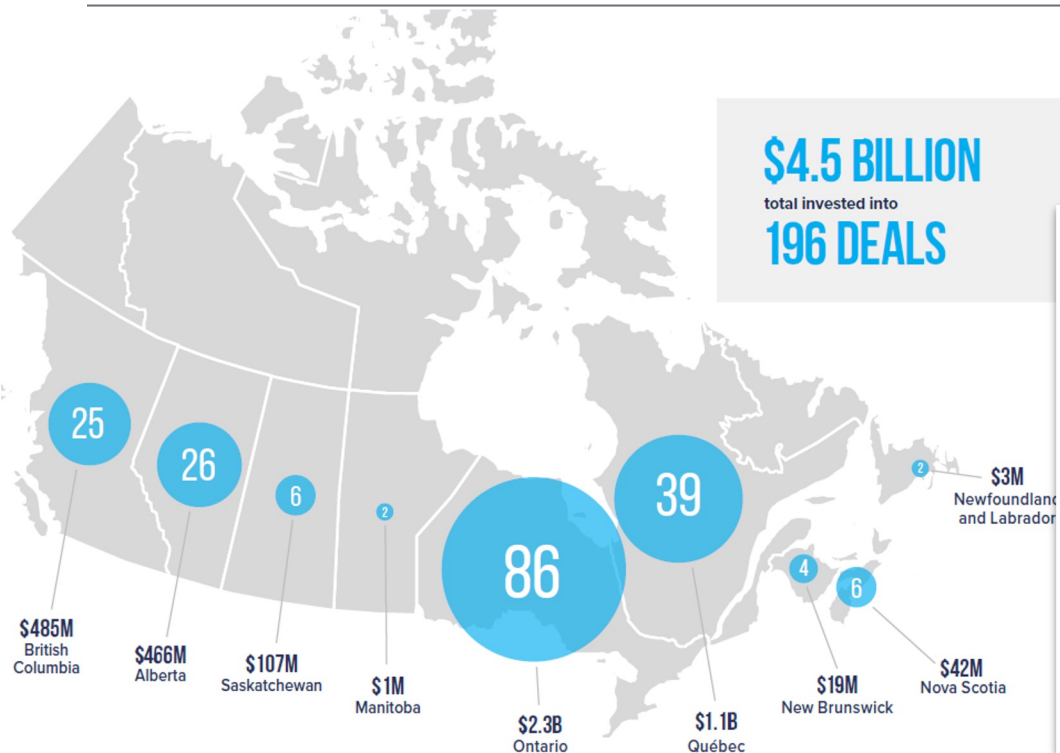 $4.5 BILLION
total invested into
196 DEALS
25
26
6
2
86
39
2
4
6
$485M
British
Columbia
$466M
Alberta
$107M
Saskatchewan
$1M
Manitoba
$2.3B
Ontario
$1.1B
Québec
$19M
New Brunswick
$42M
Nova Scotia
$3M
Newfoundland
and Labrador